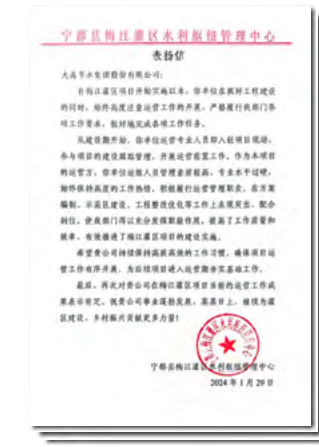 宁都县梅江灌区水利枢纽管理中心
表扬信
大禹节水集团股份有限公司:
自梅江灌区项目开始实施以来，你单位在抓好工程建设
的同时，始终高度注重运营工作的开展，严格履行我部门各
项工作要求，较好地完成各项工作任务。
从建设期开始，你单位运营专业人员即入驻项目现场，
参与项目的建设跟踪管理，开展运营前置工作。作为本项目
的运营方，你单位运维人员管理素质高、专业水平过硬，
始终保持高度的工作热情，积极履行运营管理职责，在方案
编制、示范区建设、工程整改优化等工作上表现突出，配合
到位，使我部门得以充分发挥职能作用，提高了工作质量和
效率，有效推进了梅江灌区项目的建设实施。
希望贵公司持续保持高质高效的工作习惯，确保项目运
营工作有序开展，为后续项目进入运营期夯实基础工作。
最后，再次对贵公司在梅江灌区项目当前的运营工作成
果表示肯定，祝贵公司事业蓬勃发展，蒸蒸日上，继续为灌
区建设、乡村振兴贡献更多力量!
宁都县梅江灌区水利枢纽管理中心
2024 年 1 月 29 日